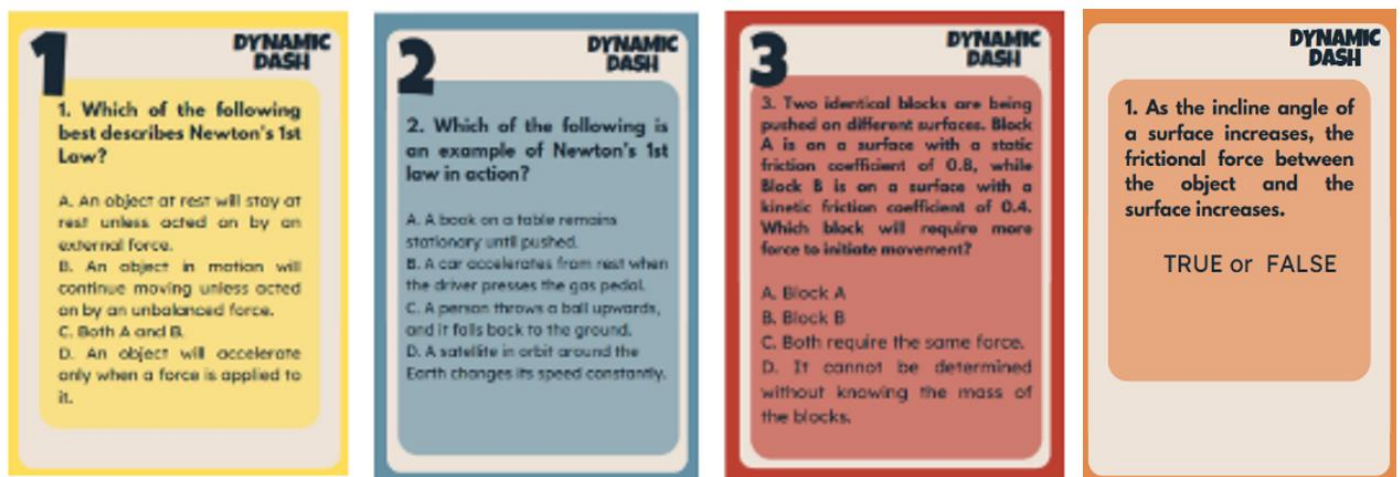 1
DYNAMIC
DASH
1. Which of the following
best describes Newton's 1st
Law?
A. An object at rest will stay at
rest unless acted on by an
external force.
B. An object in motion will
continue moving unless acted
on by an unbalanced force.
C. Both A and B.
D. An object will accelerate
only when a force is applied to
it.
2
DYNAMIC
DASH
2. Which of the following is
an example of Newton's 1st
law in action?
A. A book on a table remains
stationary until pushed.
B. A car accelerates from rest when
the driver presses the gas pedal.
C. A person throws a ball upwards,
and it falls back to the ground.
D. A satellite in orbit around the
Earth changes its speed constantly.
3
DYNAMIC
DASH
3. Two identical blocks are being
pushed on different surfaces. Block
A is on a surface with a static
friction coefficient of 0.8, while
Block B is on a surface with a
kinetic friction coefficient of 0.4.
Which block will require more
force to initiate movement?
A. Block A
B. Block B
C. Both require the same force.
D. It cannot be determined
without knowing the mass of
the blocks.
DYNAMIC
DASH
1. As the incline angle of
a surface increases, the
frictional force between
the object and the
surface increases.
TRUE or FALSE